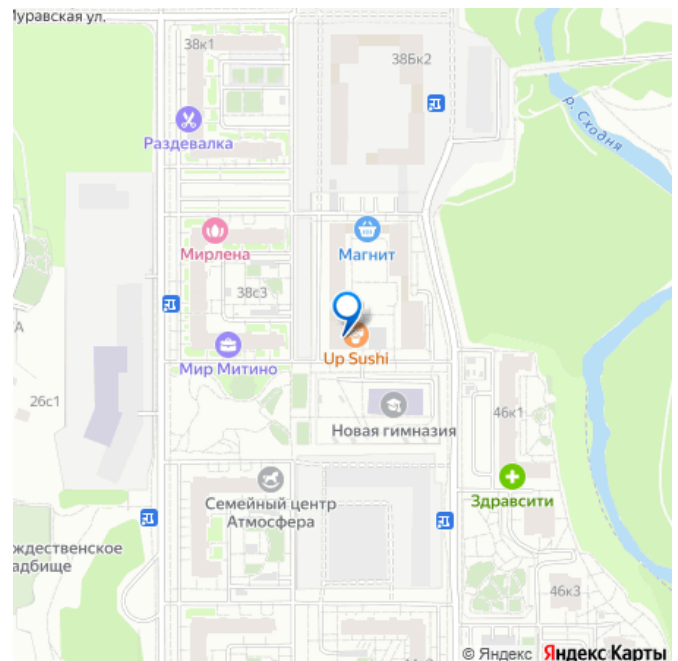 Муравская ул.
38к1
38Бк2
р. Сходня
Раздевалка
Мирлена
Магнит
38с3
Up Sushi
Мир Митино
26с1
46к1
Новая гимназия
Здравсити
Семейный центр
Атмосфера
ждественское
адбище
46к3
© Яндекс Яндекс Карты